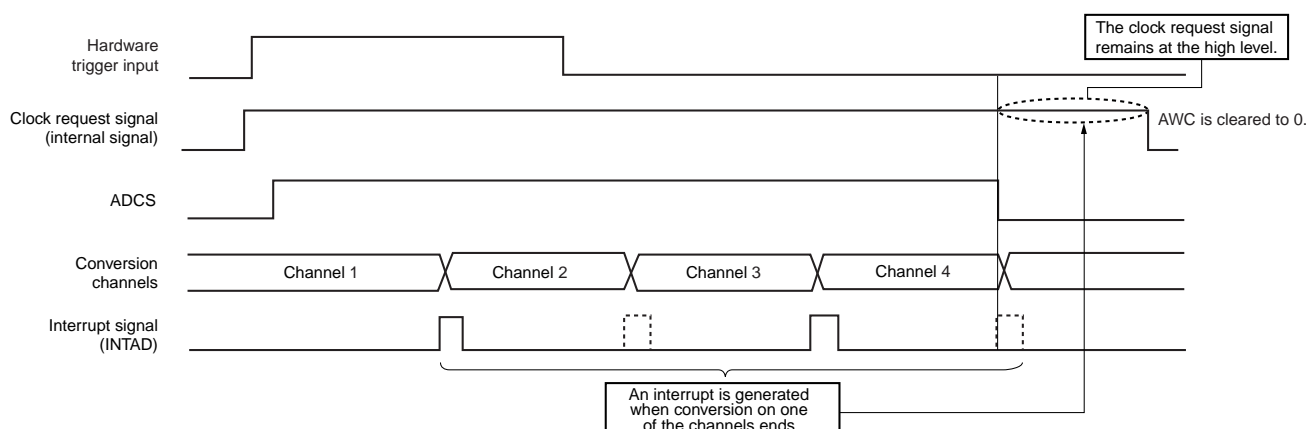 The clock request signal
remains at the high level.
Hardware
trigger input
Clock request signal
(internal signal)
AWC is cleared to 0.
ADCS
Conversion
channels
Channel 1
Channel 2
Channel 3
Channel 4
Interrupt signal
(INTAD)
An interrupt is generated
when conversion on one
of the channels ends